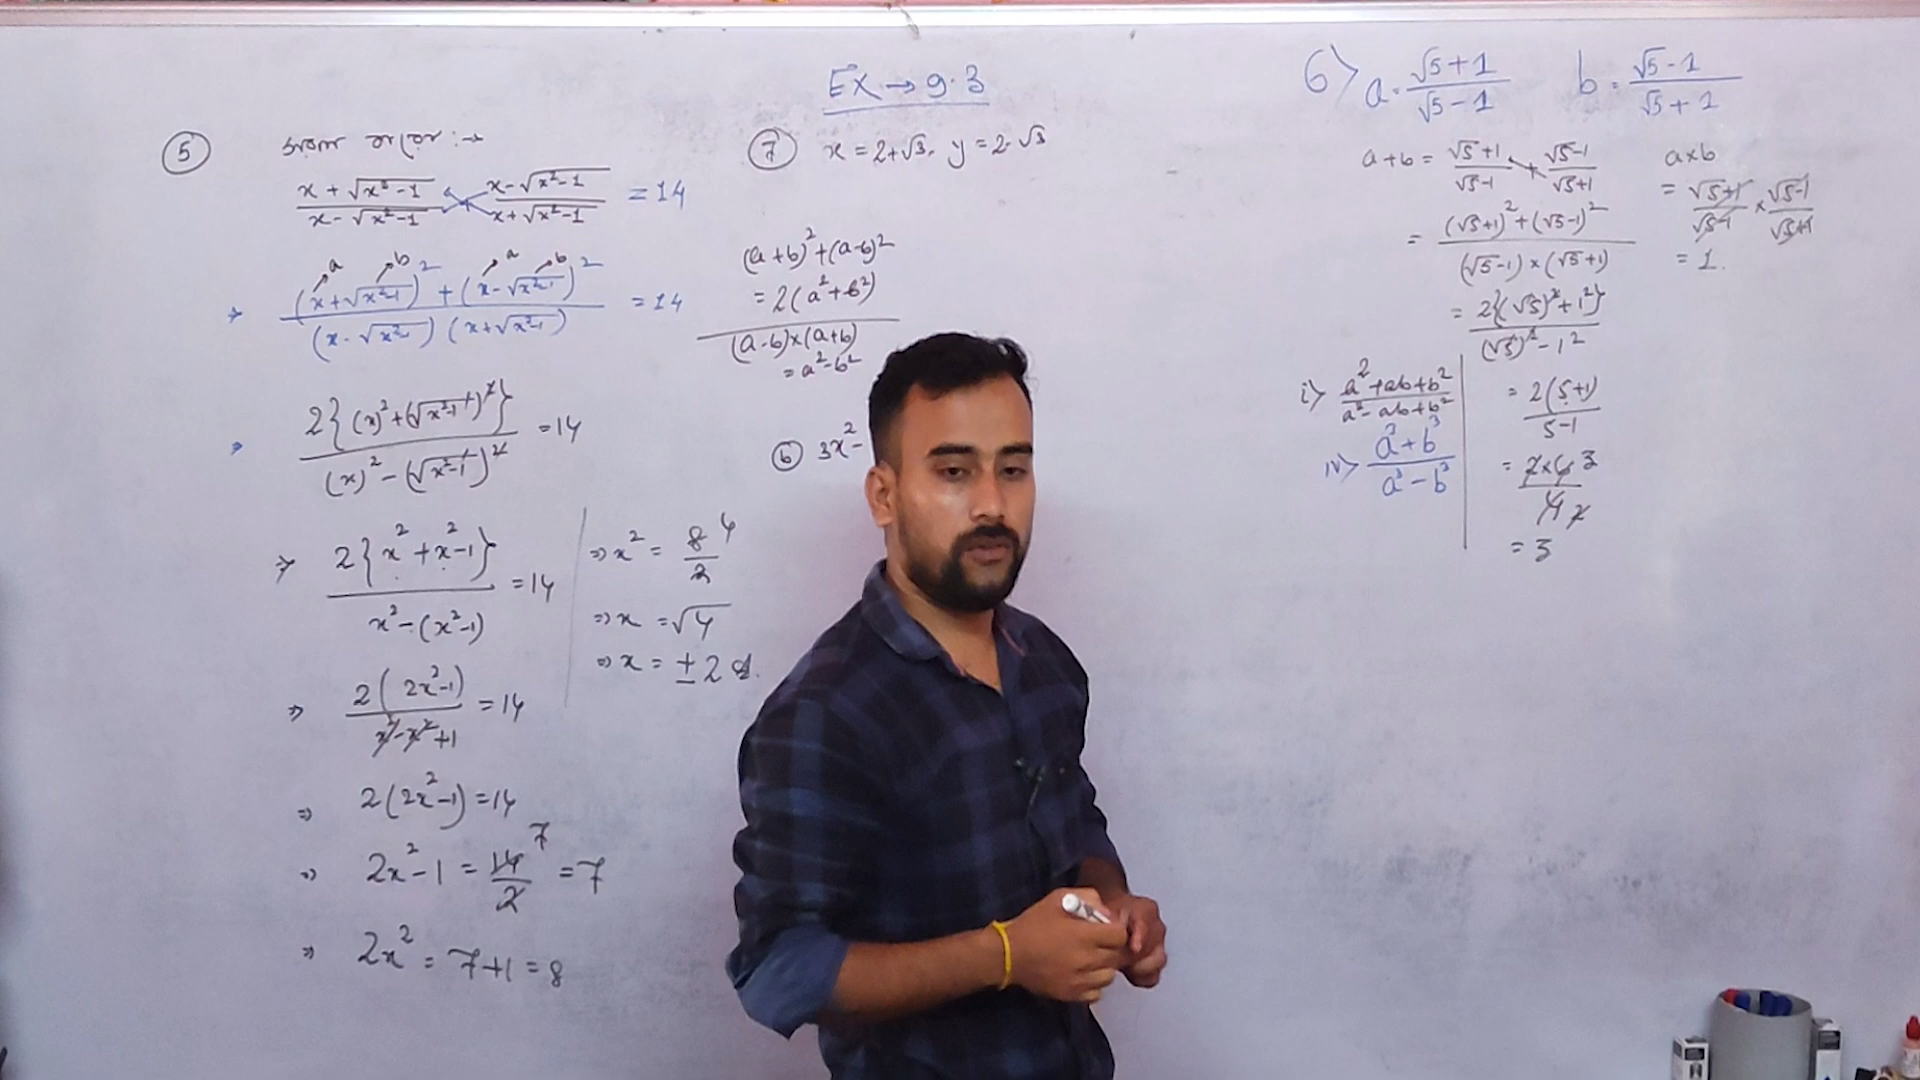 EX → 9.3
(5) সরল করো :→
(x + √(x² - 1))/(x - √(x² - 1)) + (x - √(x² - 1))/(x + √(x² - 1)) = 14
⇒ ((x + √(x² - 1))² + (x - √(x² - 1))²)/((x - √(x² - 1)) (x + √(x² - 1))) = 14
a b a b
⇒ 2{(x)² + (√(x² - 1))²}/((x)² - (√(x² - 1))²) = 14
⇒ 2{x² + x² - 1}/(x² - (x² - 1)) = 14
⇒ 2(2x² - 1)/(x² - x² + 1) = 14
⇒ 2(2x² - 1) = 14
⇒ 2x² - 1 = 14/2 7 = 7
⇒ 2x² = 7 + 1 = 8
⇒ x² = 8/2 4
⇒ x = √4
⇒ x = ± 2
(7) x = 2 + √3, y = 2 - √3
(a + b)² + (a - b)²
= 2(a² + b²)
(a - b) × (a + b)
= a² - b²
(b) 3x² -
6> a = (√5 + 1)/(√5 - 1) b = (√5 - 1)/(√5 + 1)
a + b = (√5 + 1)/(√5 - 1) + (√5 - 1)/(√5 + 1)
= ((√5 + 1)² + (√5 - 1)²)/((√5 - 1) × (√5 + 1))
= 2{(√5)² + 1²}/((√5)² - 1²)
= 2(5 + 1)/(5 - 1)
= 2 × 6 3/4 2
= 3
a × b
= (√5 + 1)/(√5 - 1) × (√5 - 1)/(√5 + 1)
= 1.
i> (a² + ab + b²)/(a² - ab + b²)
iv> (a³ + b³)/(a³ - b³)